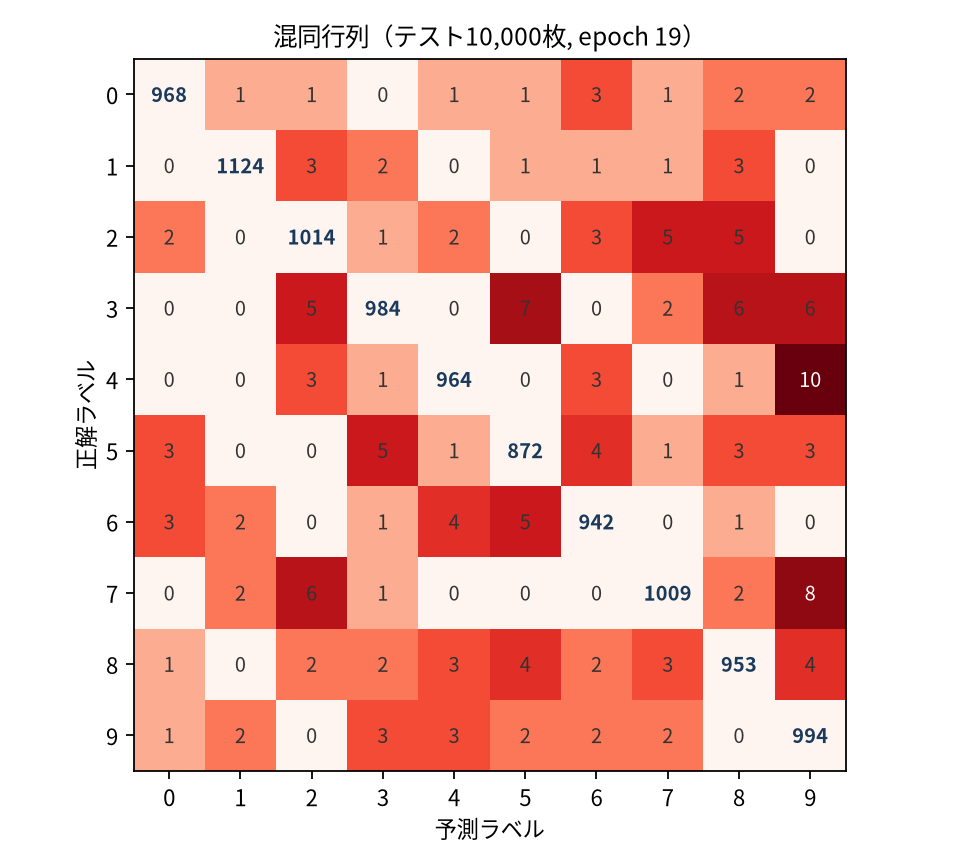 混同行列（テスト10,000枚, epoch 19）
正解ラベル
0 968 1 1 0 1 1 3 1 2 2
1 0 1124 3 2 0 1 1 1 3 0
2 2 0 1014 1 2 0 3 5 5 0
3 0 0 5 984 0 7 0 2 6 6
4 0 0 3 1 964 0 3 0 1 10
5 3 0 0 5 1 872 4 1 3 3
6 3 2 0 1 4 5 942 0 1 0
7 0 2 6 1 0 0 0 1009 2 8
8 1 0 2 2 3 4 2 3 953 4
9 1 2 0 3 3 2 2 2 0 994
0 1 2 3 4 5 6 7 8 9
予測ラベル